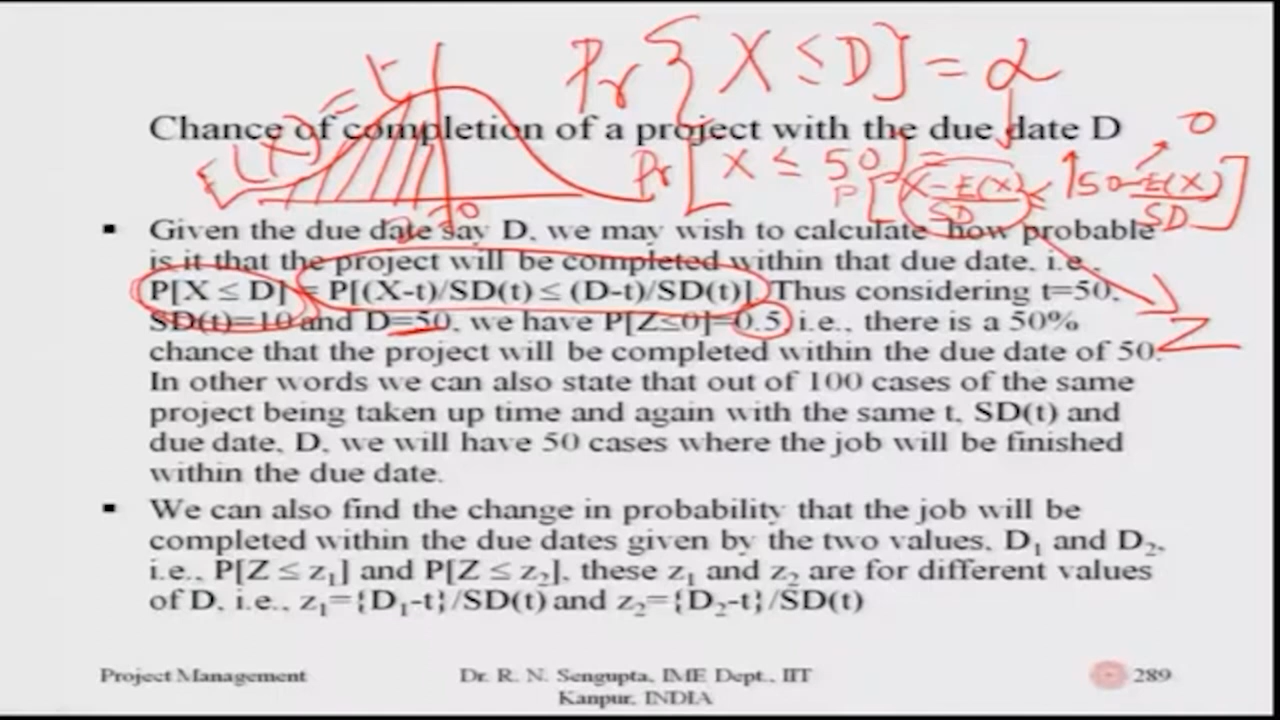 Pr { X ≤ D ] = α
E(X) = t
Chance of completion of a project with the due date D
0
Pr [ X ≤ 50 ] =
P [ X-E(X)/SD ≤ 50-E(X)/SD ]
D 50
▪ Given the due date say D, we may wish to calculate how probable
is it that the project will be completed within that due date, i.e.,
P[X ≤ D] = P[(X-t)/SD(t) ≤ (D-t)/SD(t)]. Thus considering t=50,
SD(t)=10 and D=50, we have P[Z≤0]=0.5, i.e., there is a 50%
Z
chance that the project will be completed within the due date of 50.
In other words we can also state that out of 100 cases of the same
project being taken up time and again with the same t, SD(t) and
due date, D, we will have 50 cases where the job will be finished
within the due date.
▪ We can also find the change in probability that the job will be
completed within the due dates given by the two values, D₁ and D₂,
i.e., P[Z ≤ z₁] and P[Z ≤ z₂], these z₁ and z₂ are for different values
of D, i.e., z₁={D₁-t}/SD(t) and z₂={D₂-t}/SD(t)
Project Management
Dr. R. N. Sengupta, IME Dept., IIT
Kanpur, INDIA
289